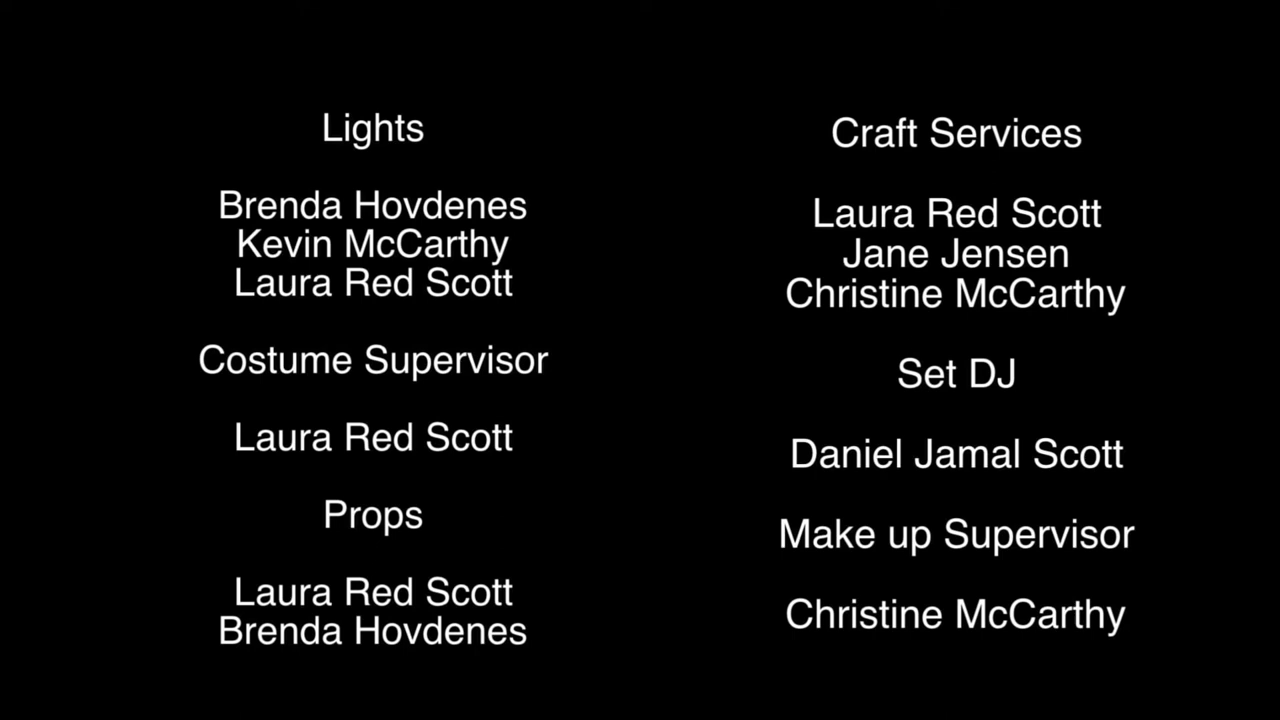 Lights
Brenda Hovdenes
Kevin McCarthy
Laura Red Scott
Costume Supervisor
Laura Red Scott
Props
Laura Red Scott
Brenda Hovdenes
Craft Services
Laura Red Scott
Jane Jensen
Christine McCarthy
Set DJ
Daniel Jamal Scott
Make up Supervisor
Christine McCarthy